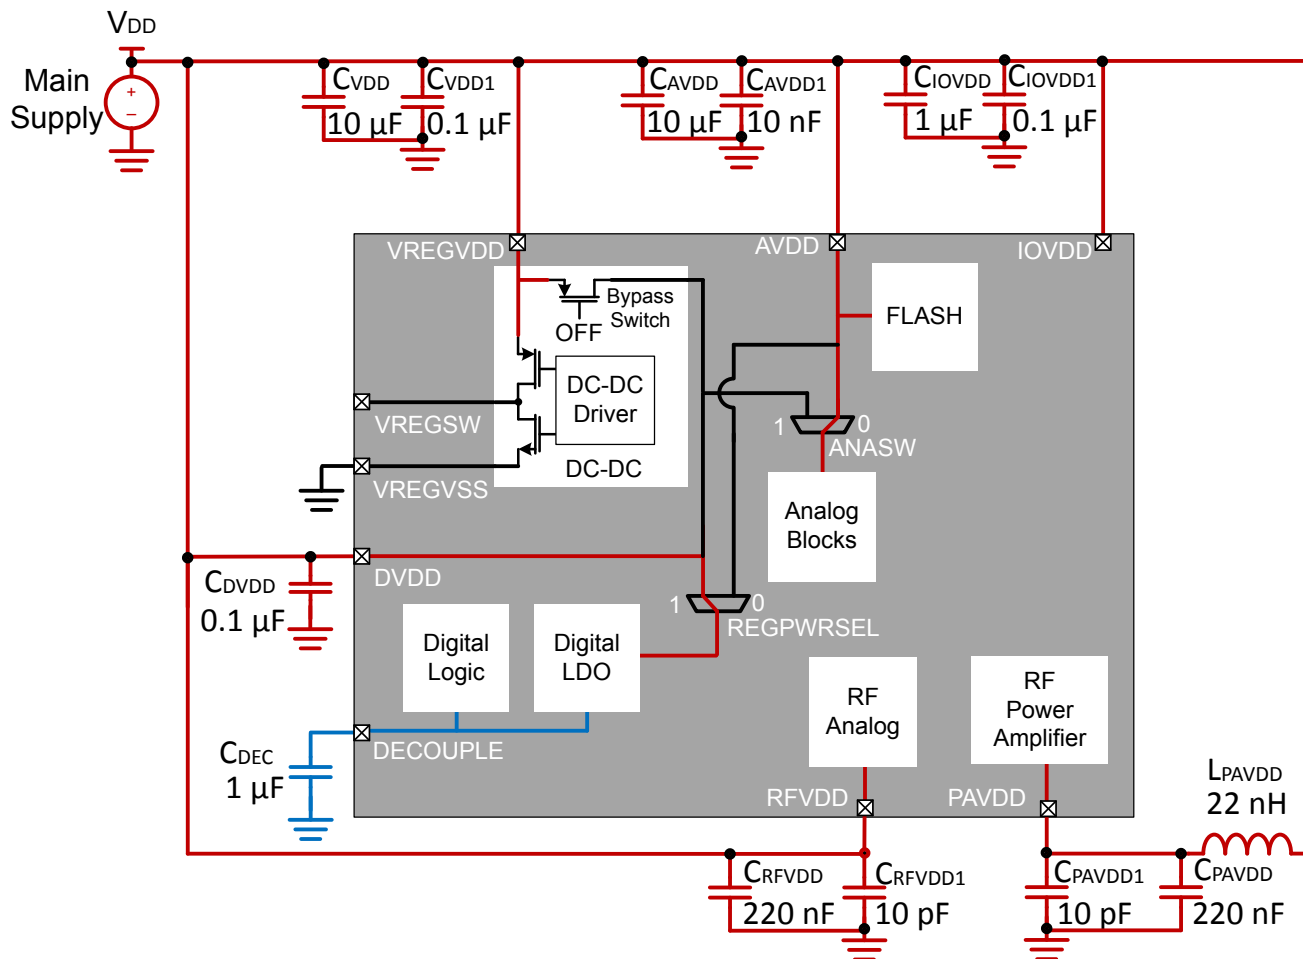 VDD
Main
Supply
+
−
CVDD
10 µF
CVDD1
0.1 µF
CAVDD
10 µF
CAVDD1
10 nF
CIOVDD
1 µF
CIOVDD1
0.1 µF
VREGVDD
AVDD
IOVDD
Bypass
Switch
OFF
FLASH
DC-DC
Driver
DC-DC
VREGSW
VREGVSS
1
0
ANASW
Analog
Blocks
DVDD
CDVDD
0.1 µF
1
0
REGPWRSEL
Digital
Logic
Digital
LDO
RF
Analog
RF
Power
Amplifier
DECOUPLE
CDEC
1 µF
RFVDD
PAVDD
LPAVDD
22 nH
CRFVDD
220 nF
CRFVDD1
10 pF
CPAVDD1
10 pF
CPAVDD
220 nF